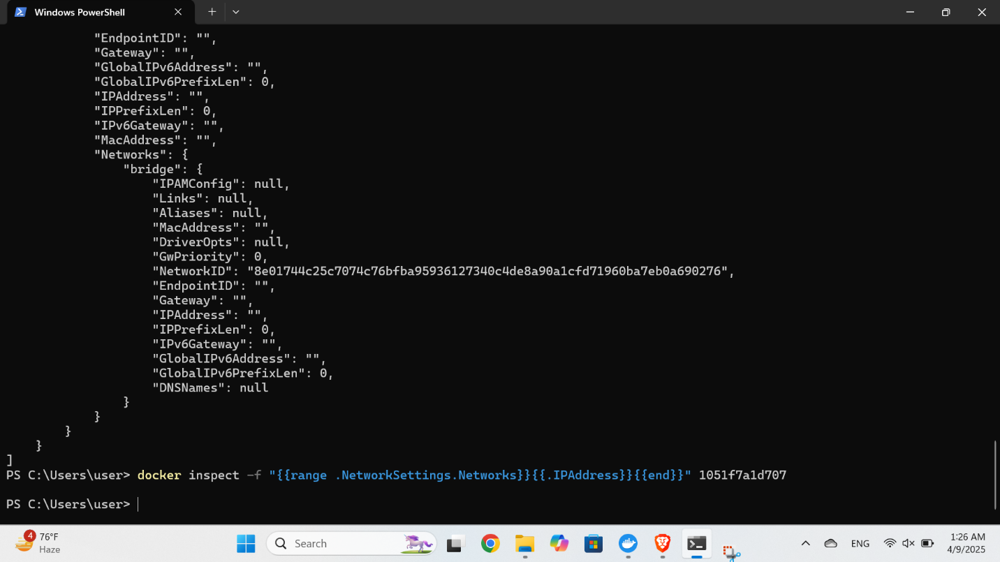 Windows PowerShell
"EndpointID": "",
"Gateway": "",
"GlobalIPv6Address": "",
"GlobalIPv6PrefixLen": 0,
"IPAddress": "",
"IPPrefixLen": 0,
"IPv6Gateway": "",
"MacAddress": "",
"Networks": {
"bridge": {
"IPAMConfig": null,
"Links": null,
"Aliases": null,
"MacAddress": "",
"DriverOpts": null,
"GwPriority": 0,
"NetworkID": "8e01744c25c7074c76bfba95936127340c4de8a90a1cfd71960ba7eb0a690276",
"EndpointID": "",
"Gateway": "",
"IPAddress": "",
"IPPrefixLen": 0,
"IPv6Gateway": "",
"GlobalIPv6Address": "",
"GlobalIPv6PrefixLen": 0,
"DNSNames": null
}
}
}
}
]
PS C:\Users\user> docker inspect -f "{{range .NetworkSettings.Networks}}{{.IPAddress}}{{end}}" 1051f7a1d707
PS C:\Users\user>
4
76°F
Haze
Search
ENG
1:26 AM
4/9/2025